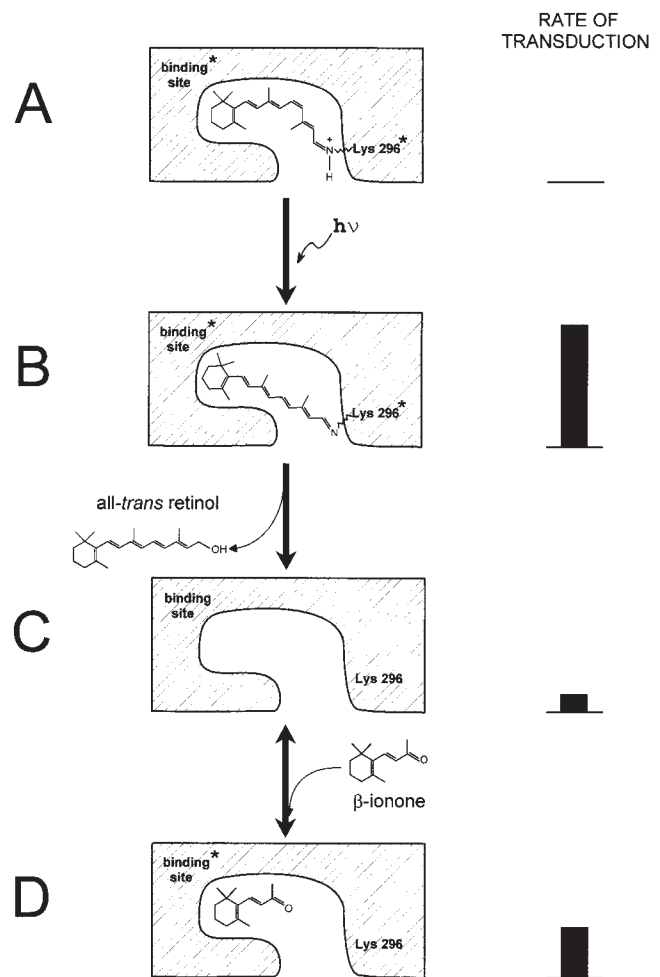 RATE OF
TRANSDUCTION
A
binding*
site
+
N
H
Lys 296*
hν
B
binding*
site
Lys 296*
N
all-trans retinol
OH
C
binding
site
Lys 296
O
β-ionone
D
binding*
site
O
Lys 296